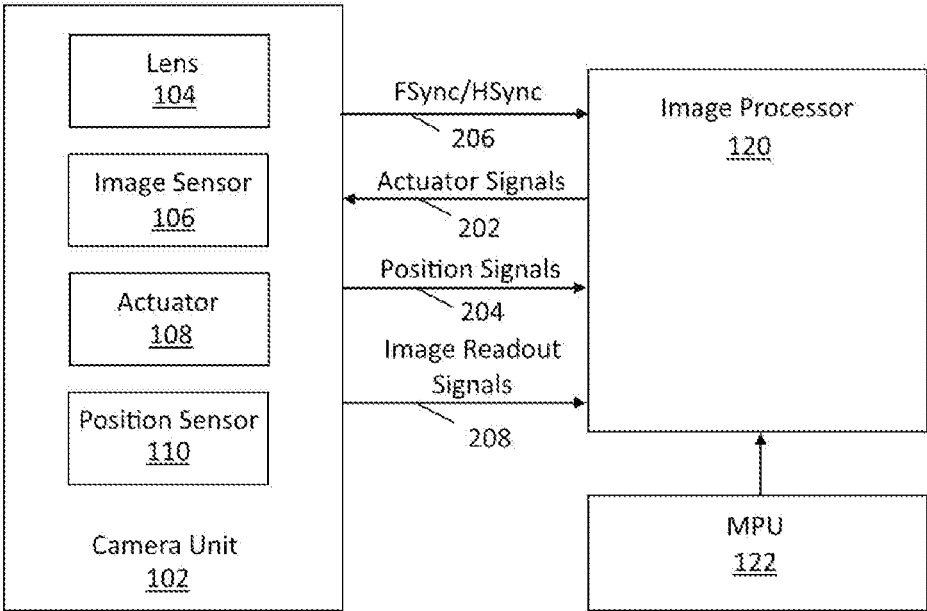 Lens
104
Image Sensor
106
Actuator
108
Position Sensor
110
Camera Unit
102
FSync/HSync
206
Actuator Signals
202
Position Signals
204
Image Readout
Signals
208
Image Processor
120
MPU
122